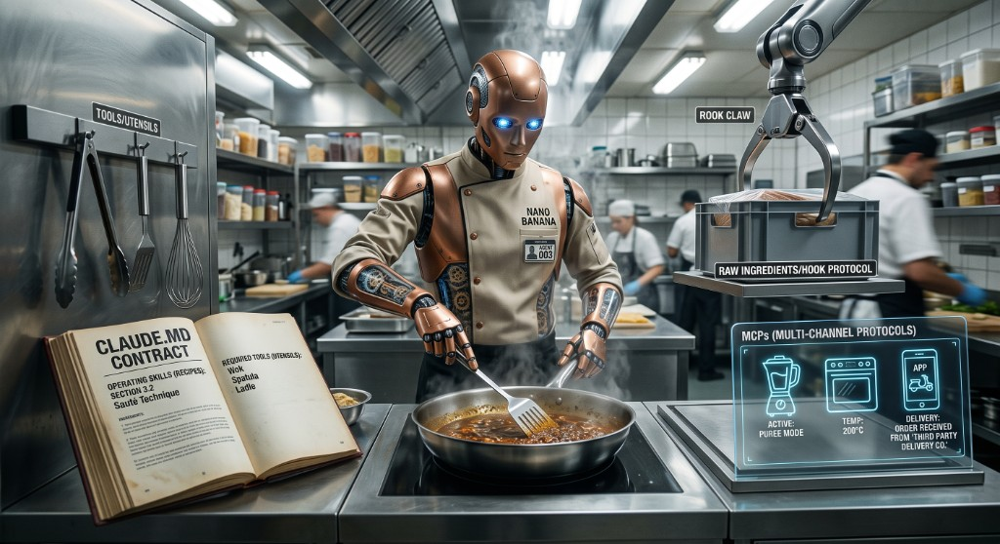 TOOLS/UTENSILS
CLAUDE.MD
CONTRACT
OPERATING SKILLS (RECIPES):
SECTION 3.2
Sauté Technique
INGREDIENTS:
REQUIRED TOOLS (UTENSILS):
Wok
Spatula
Ladle
NANO
BANANA
AGENT
003
ROOK CLAW
RAW INGREDIENTS/HOOK PROTOCOL
MCPs (MULTI-CHANNEL PROTOCOLS)
ACTIVE:
PUREE MODE
TEMP:
200°C
APP
DELIVERY:
ORDER RECEIVED
FROM 'THIRD PARTY
DELIVERY CO.'